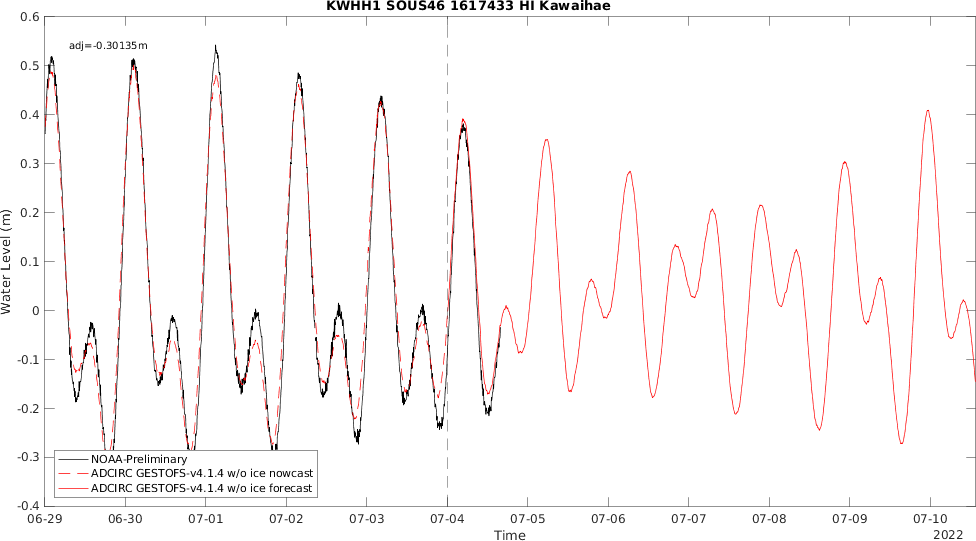 KWHH1 SOUS46 1617433 HI Kawaihae
adj=-0.30135m
Water Level (m)
0.6
0.5
0.4
0.3
0.2
0.1
0
-0.1
-0.2
-0.3
-0.4
NOAA-Preliminary
ADCIRC GESTOFS-v4.1.4 w/o ice nowcast
ADCIRC GESTOFS-v4.1.4 w/o ice forecast
06-29 06-30 07-01 07-02 07-03 07-04 07-05 07-06 07-07 07-08 07-09 07-10
Time
2022